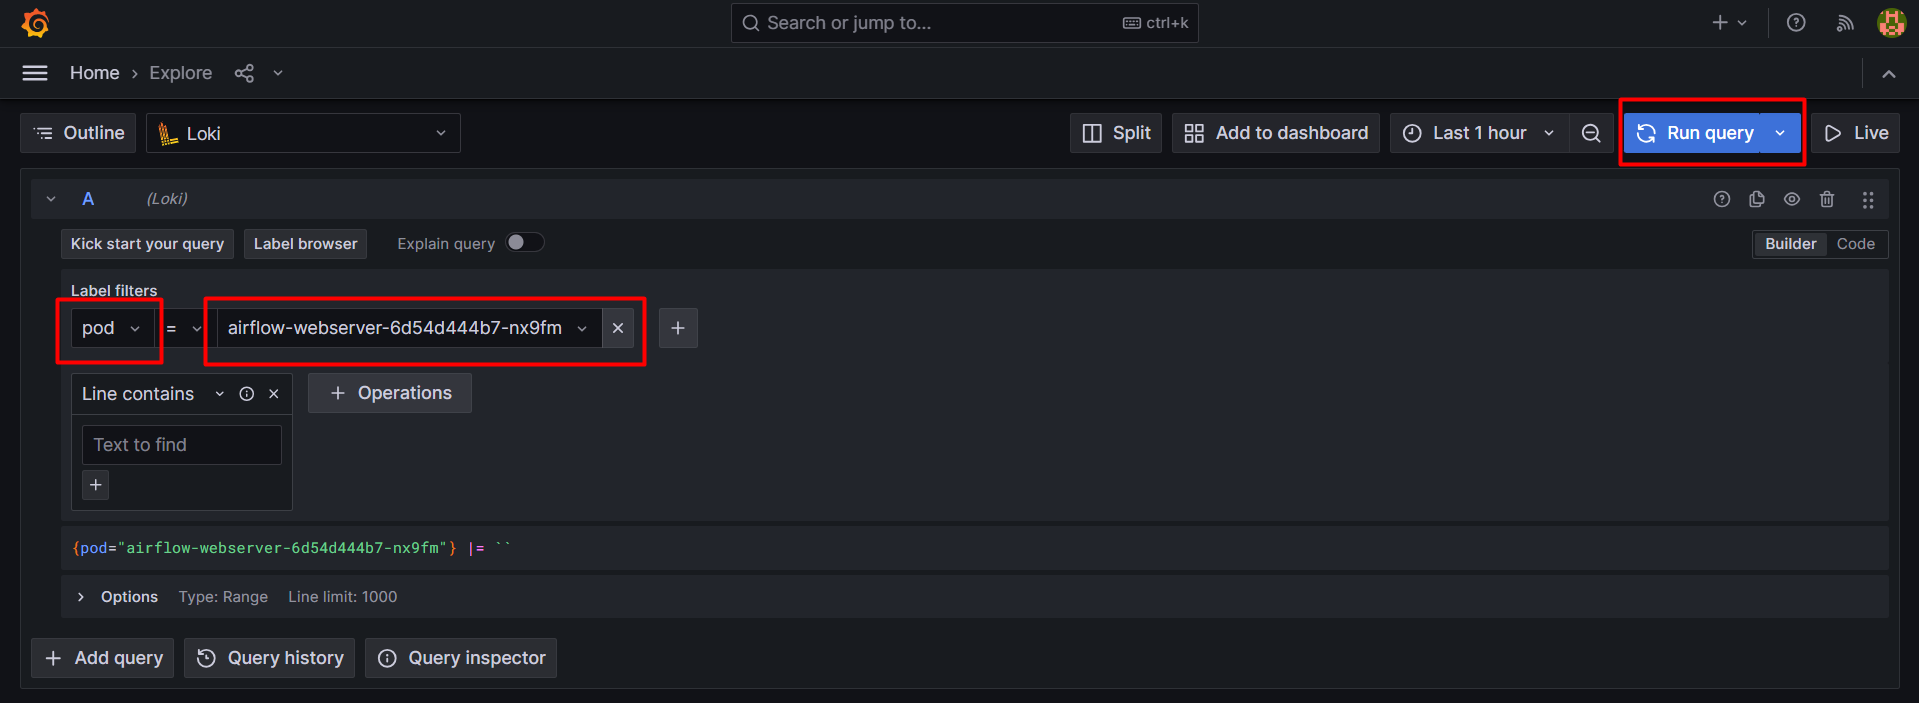 Search or jump to... ctrl+k
Home › Explore
Outline Loki Split Add to dashboard Last 1 hour Run query Live
A (Loki)
Kick start your query Label browser Explain query Builder Code
Label filters
pod = airflow-webserver-6d54d444b7-nx9fm
Line contains Operations
Text to find
{pod="airflow-webserver-6d54d444b7-nx9fm"} |= ``
Options Type: Range Line limit: 1000
Add query Query history Query inspector